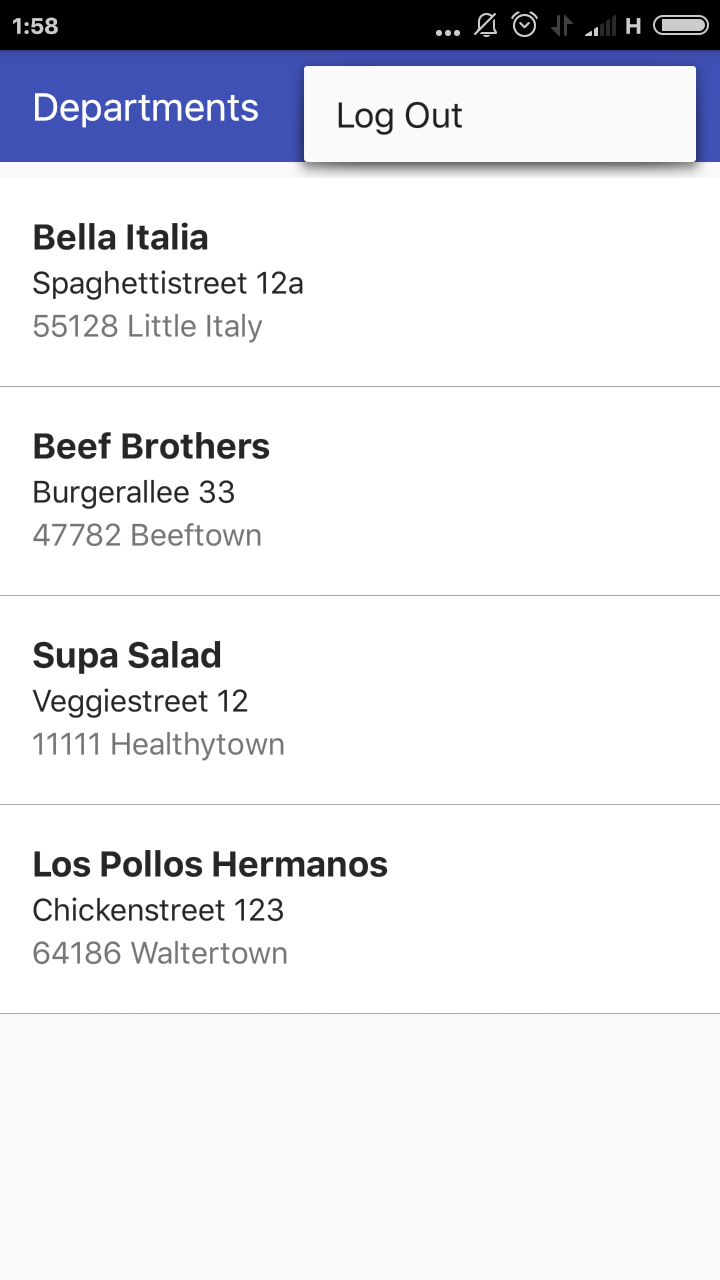 1:58
H
Departments
Log Out
Bella Italia
Spaghettistreet 12a
55128 Little Italy
Beef Brothers
Burgerallee 33
47782 Beeftown
Supa Salad
Veggiestreet 12
11111 Healthytown
Los Pollos Hermanos
Chickenstreet 123
64186 Waltertown